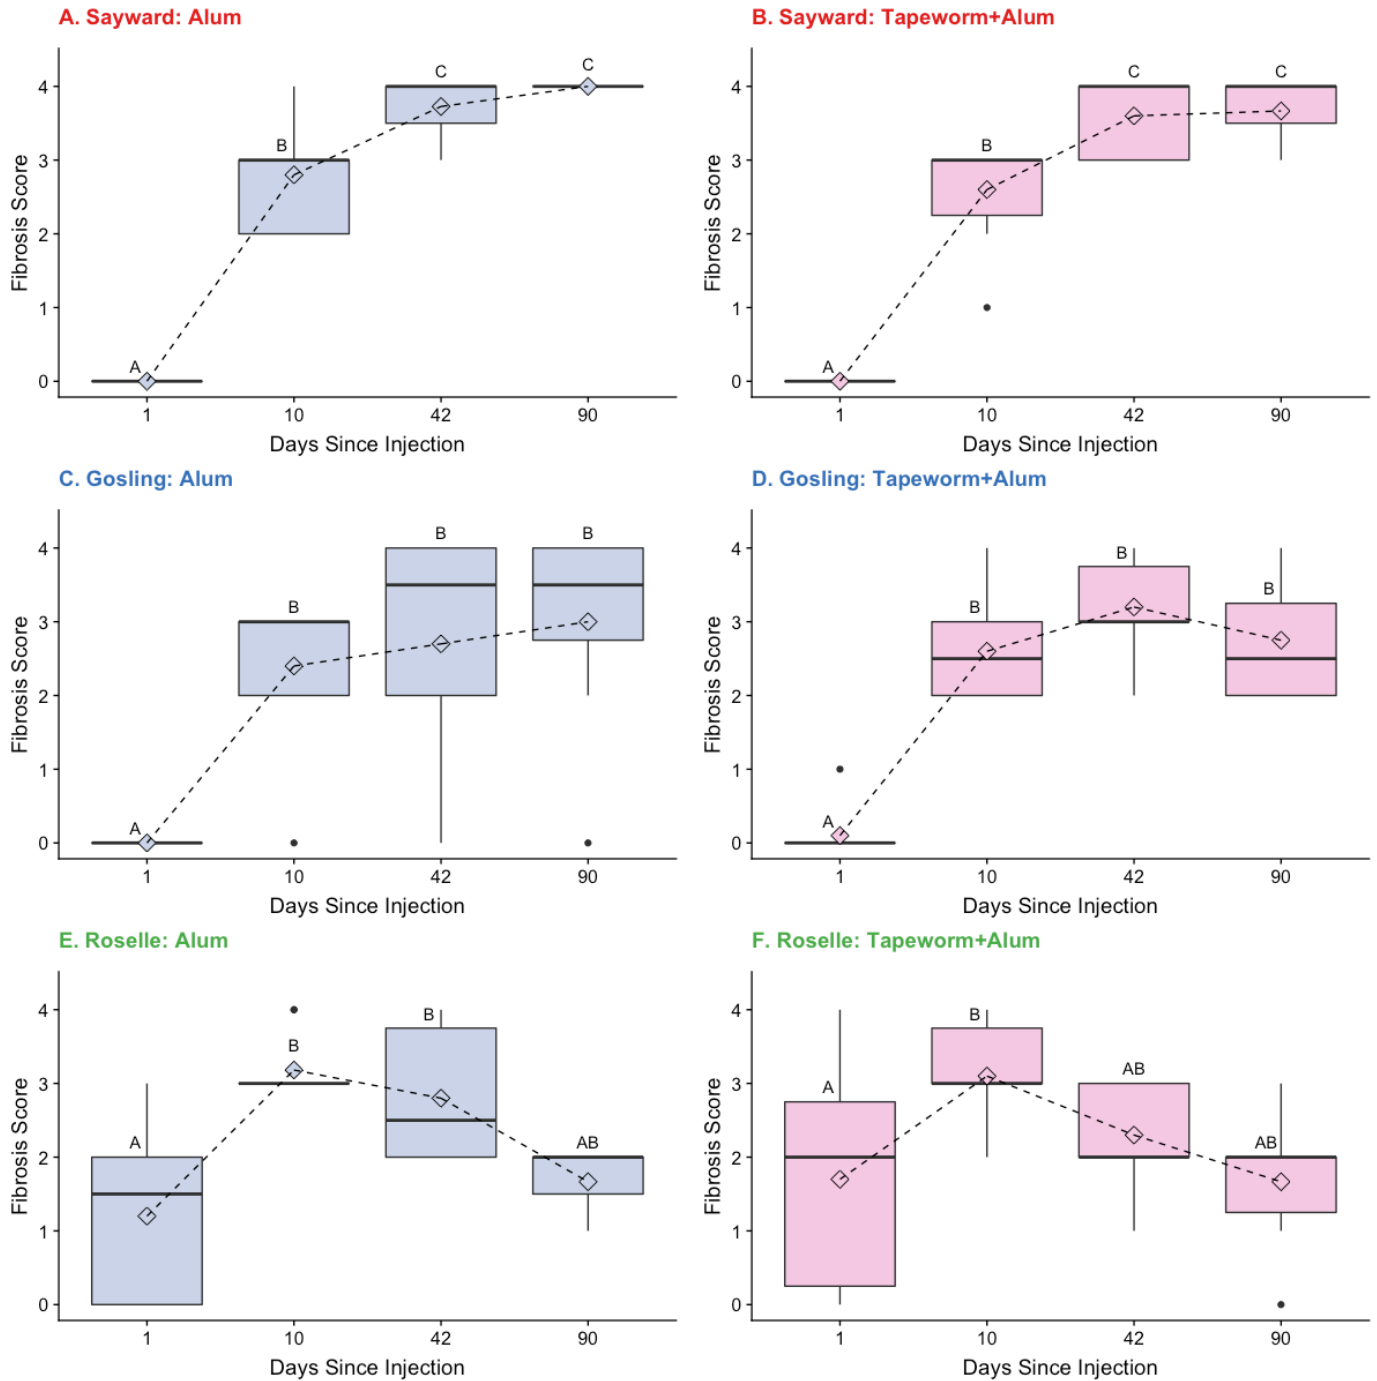 A. Sayward: Alum
B. Sayward: Tapeworm+Alum
Fibrosis Score
4
3
2
1
0
A
B
C
C
1 10 42 90
Days Since Injection
Fibrosis Score
4
3
2
1
0
A
B
C
C
1 10 42 90
Days Since Injection
C. Gosling: Alum
D. Gosling: Tapeworm+Alum
Fibrosis Score
4
3
2
1
0
A
B
B
B
1 10 42 90
Days Since Injection
Fibrosis Score
4
3
2
1
0
A
B
B
B
1 10 42 90
Days Since Injection
E. Roselle: Alum
F. Roselle: Tapeworm+Alum
Fibrosis Score
4
3
2
1
0
A
B
B
AB
1 10 42 90
Days Since Injection
Fibrosis Score
4
3
2
1
0
A
B
AB
AB
1 10 42 90
Days Since Injection